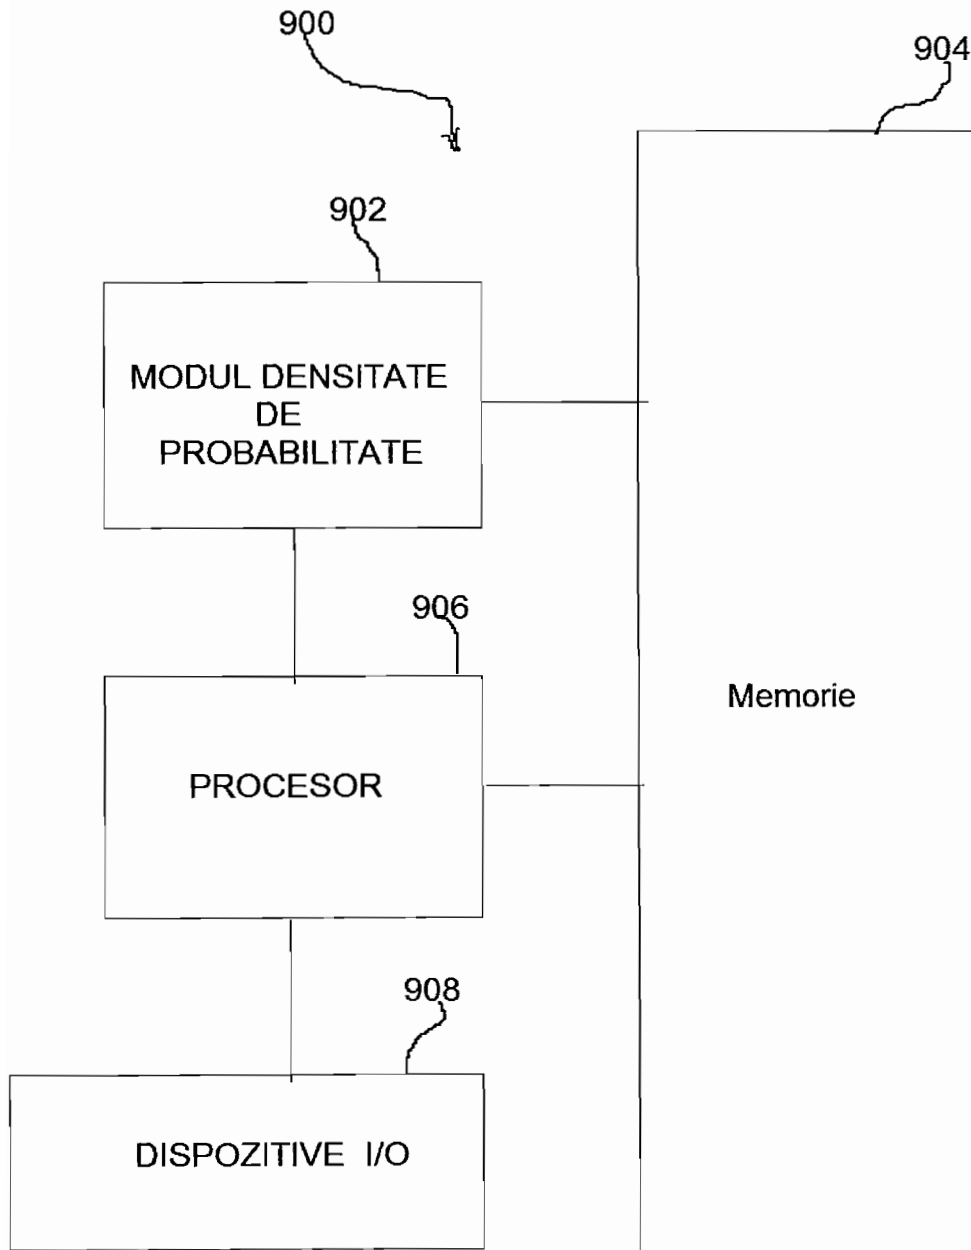 900
904
902
MODUL DENSITATE
DE
PROBABILITATE
906
Memorie
PROCESOR
908
DISPOZITIVE I/O